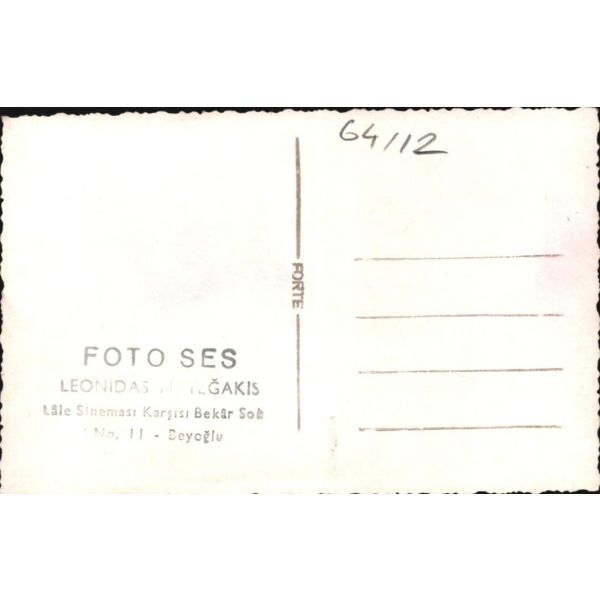 64/12
FORTE
FOTO SES
LEONIDAS
Lâle Sineması Karşısı Bekâr Sok
No. 11 - Beyoğlu